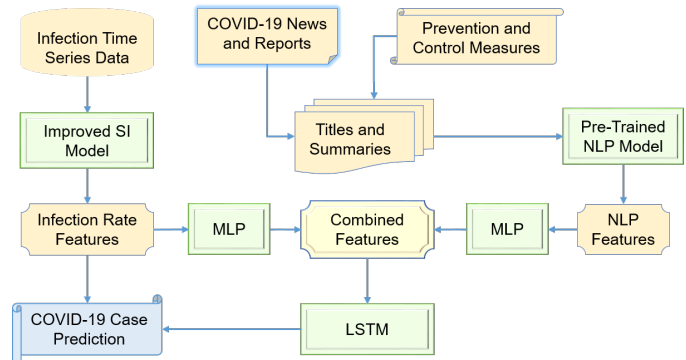 Infection Time
Series Data
COVID-19 News
and Reports
Prevention and
Control Measures
Improved SI
Model
Titles and
Summaries
Pre-Trained
NLP Model
Infection Rate
Features
MLP
Combined
Features
MLP
NLP
Features
COVID-19 Case
Prediction
LSTM